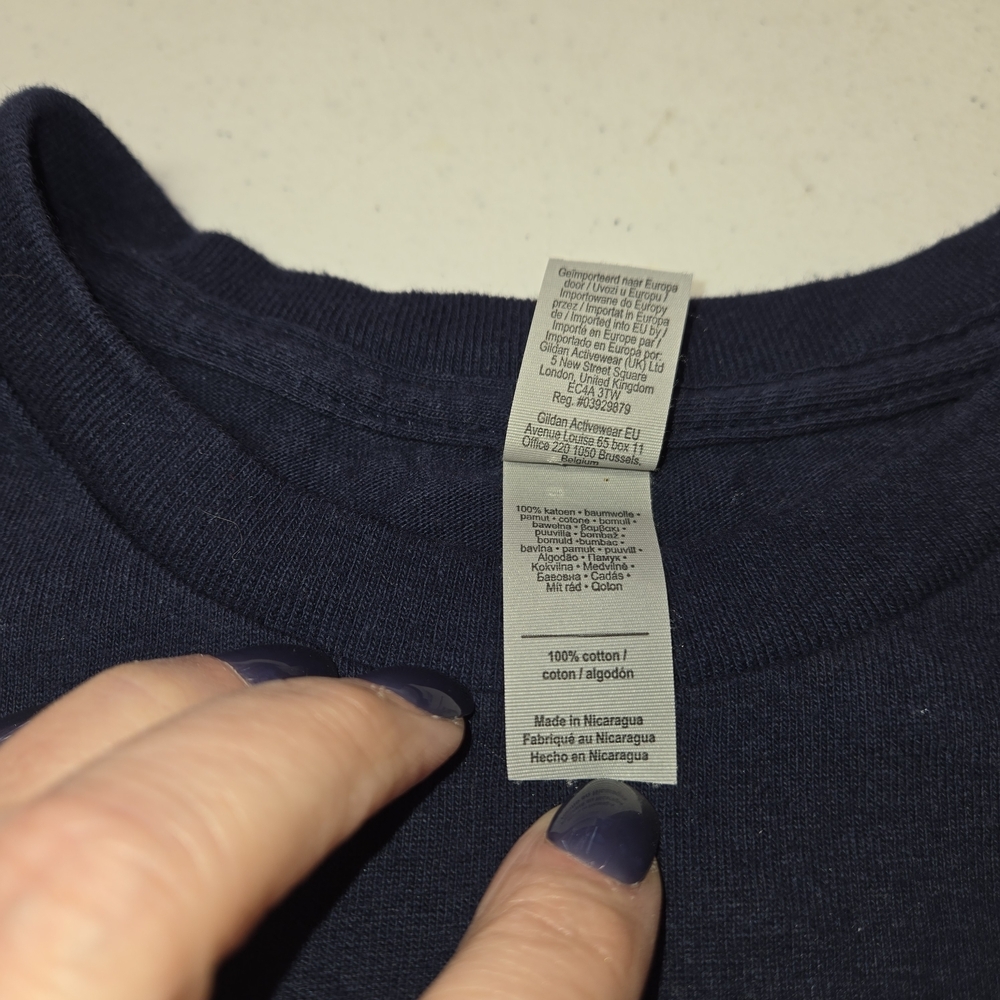 Geïmporteerd naar Europa
door / Uvozi u Europu /
Importowane do Europy
przez / Importat in Europa
de / Imported into EU by /
Importé en Europe par /
Importado en Europa por:
Gildan Activewear (UK) Ltd
5 New Street Square
London, United Kingdom
EC4A 3TW
Reg. #03929879
Gildan Activewear EU
Avenue Louise 65 box 11
Office 220 1050 Brussels,
Belgium
100% katoen • baumwolle •
pamut • cotone • bomull •
bawełna • βαμβάκι •
puuvilla • bombaž •
bomuld •bumbac •
bavlna • pamuk • puuvill •
Algodão • Памук •
Kokvilna • Medvilnė •
Бавовна • Cadás •
Mít rád • Qoton
100% cotton /
coton / algodón
Made in Nicaragua
Fabriqué au Nicaragua
Hecho en Nicaragua